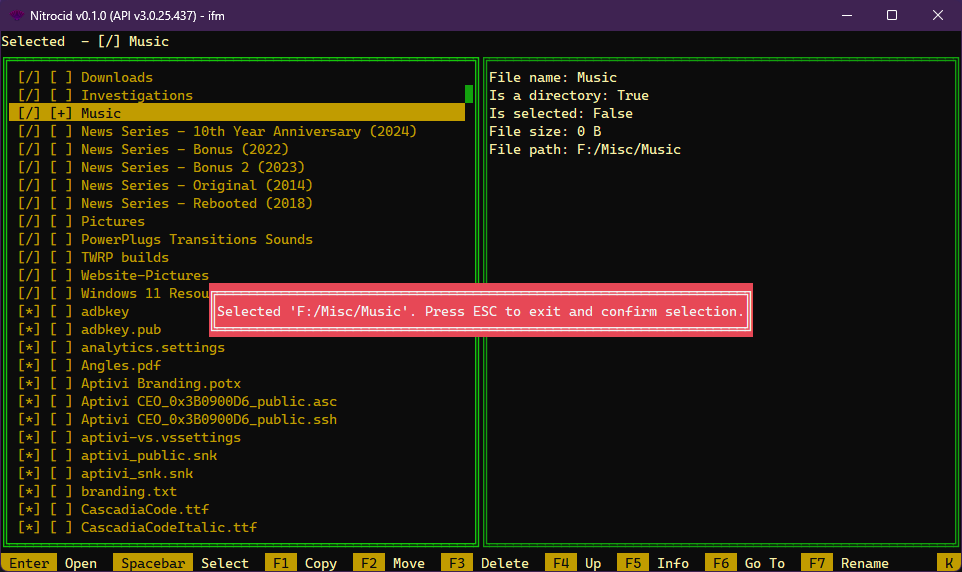 Nitrocid v0.1.0 (API v3.0.25.437) - ifm
Selected - [/] Music
[/] [ ] Downloads
[/] [ ] Investigations
[/] [+] Music
[/] [ ] News Series - 10th Year Anniversary (2024)
[/] [ ] News Series - Bonus (2022)
[/] [ ] News Series - Bonus 2 (2023)
[/] [ ] News Series - Original (2014)
[/] [ ] News Series - Rebooted (2018)
[/] [ ] Pictures
[/] [ ] PowerPlugs Transitions Sounds
[/] [ ] TWRP builds
[/] [ ] Website-Pictures
[/] [ ] Windows 11 Resou
[*] [ ] adbkey
[*] [ ] adbkey.pub
[*] [ ] analytics.settings
[*] [ ] Angles.pdf
[*] [ ] Aptivi Branding.potx
[*] [ ] Aptivi CEO_0x3B0900D6_public.asc
[*] [ ] Aptivi CEO_0x3B0900D6_public.ssh
[*] [ ] aptivi-vs.vssettings
[*] [ ] aptivi_public.snk
[*] [ ] aptivi_snk.snk
[*] [ ] branding.txt
[*] [ ] CascadiaCode.ttf
[*] [ ] CascadiaCodeItalic.ttf
File name: Music
Is a directory: True
Is selected: False
File size: 0 B
File path: F:/Misc/Music
Selected 'F:/Misc/Music'. Press ESC to exit and confirm selection.
Enter Open Spacebar Select F1 Copy F2 Move F3 Delete F4 Up F5 Info F6 Go To F7 Rename K